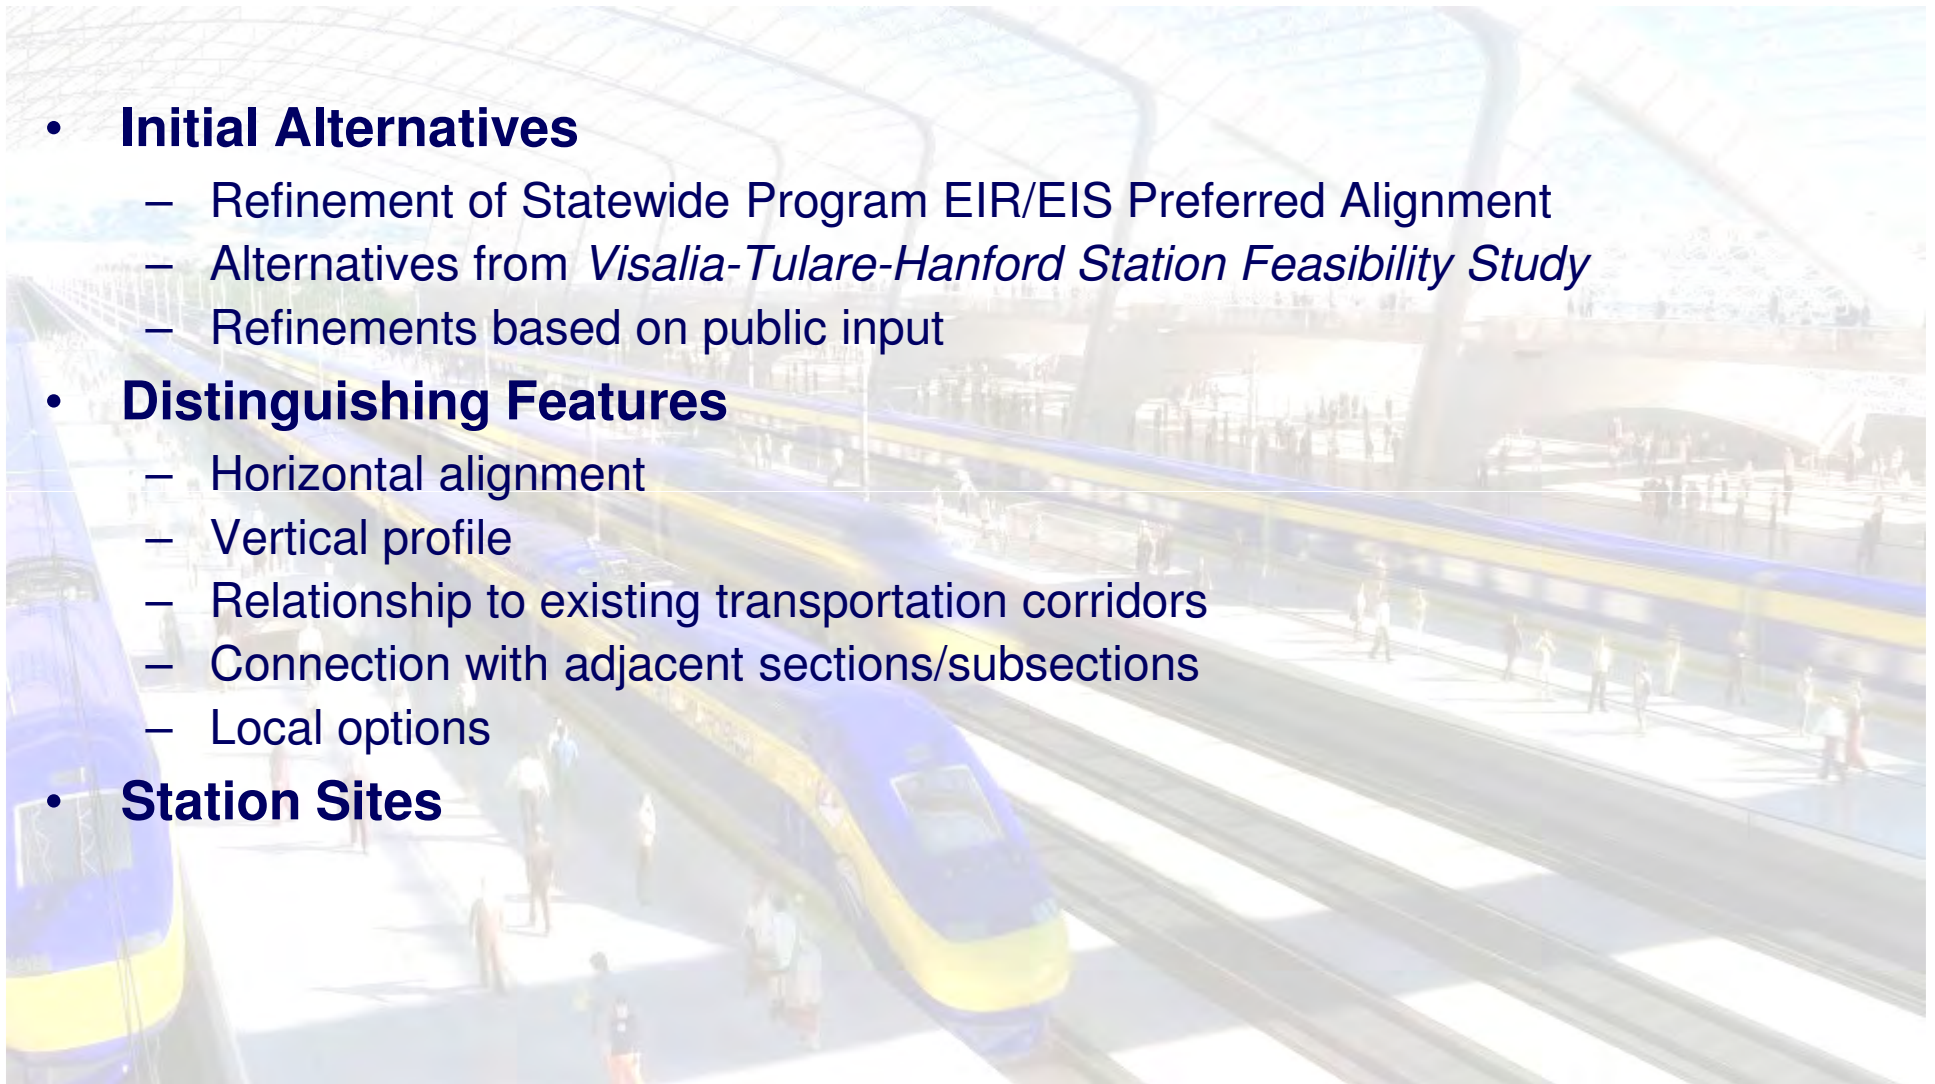 • Initial Alternatives
– Refinement of Statewide Program EIR/EIS Preferred Alignment
– Alternatives from Visalia-Tulare-Hanford Station Feasibility Study
– Refinements based on public input
• Distinguishing Features
– Horizontal alignment
– Vertical profile
– Relationship to existing transportation corridors
– Connection with adjacent sections/subsections
– Local options
• Station Sites